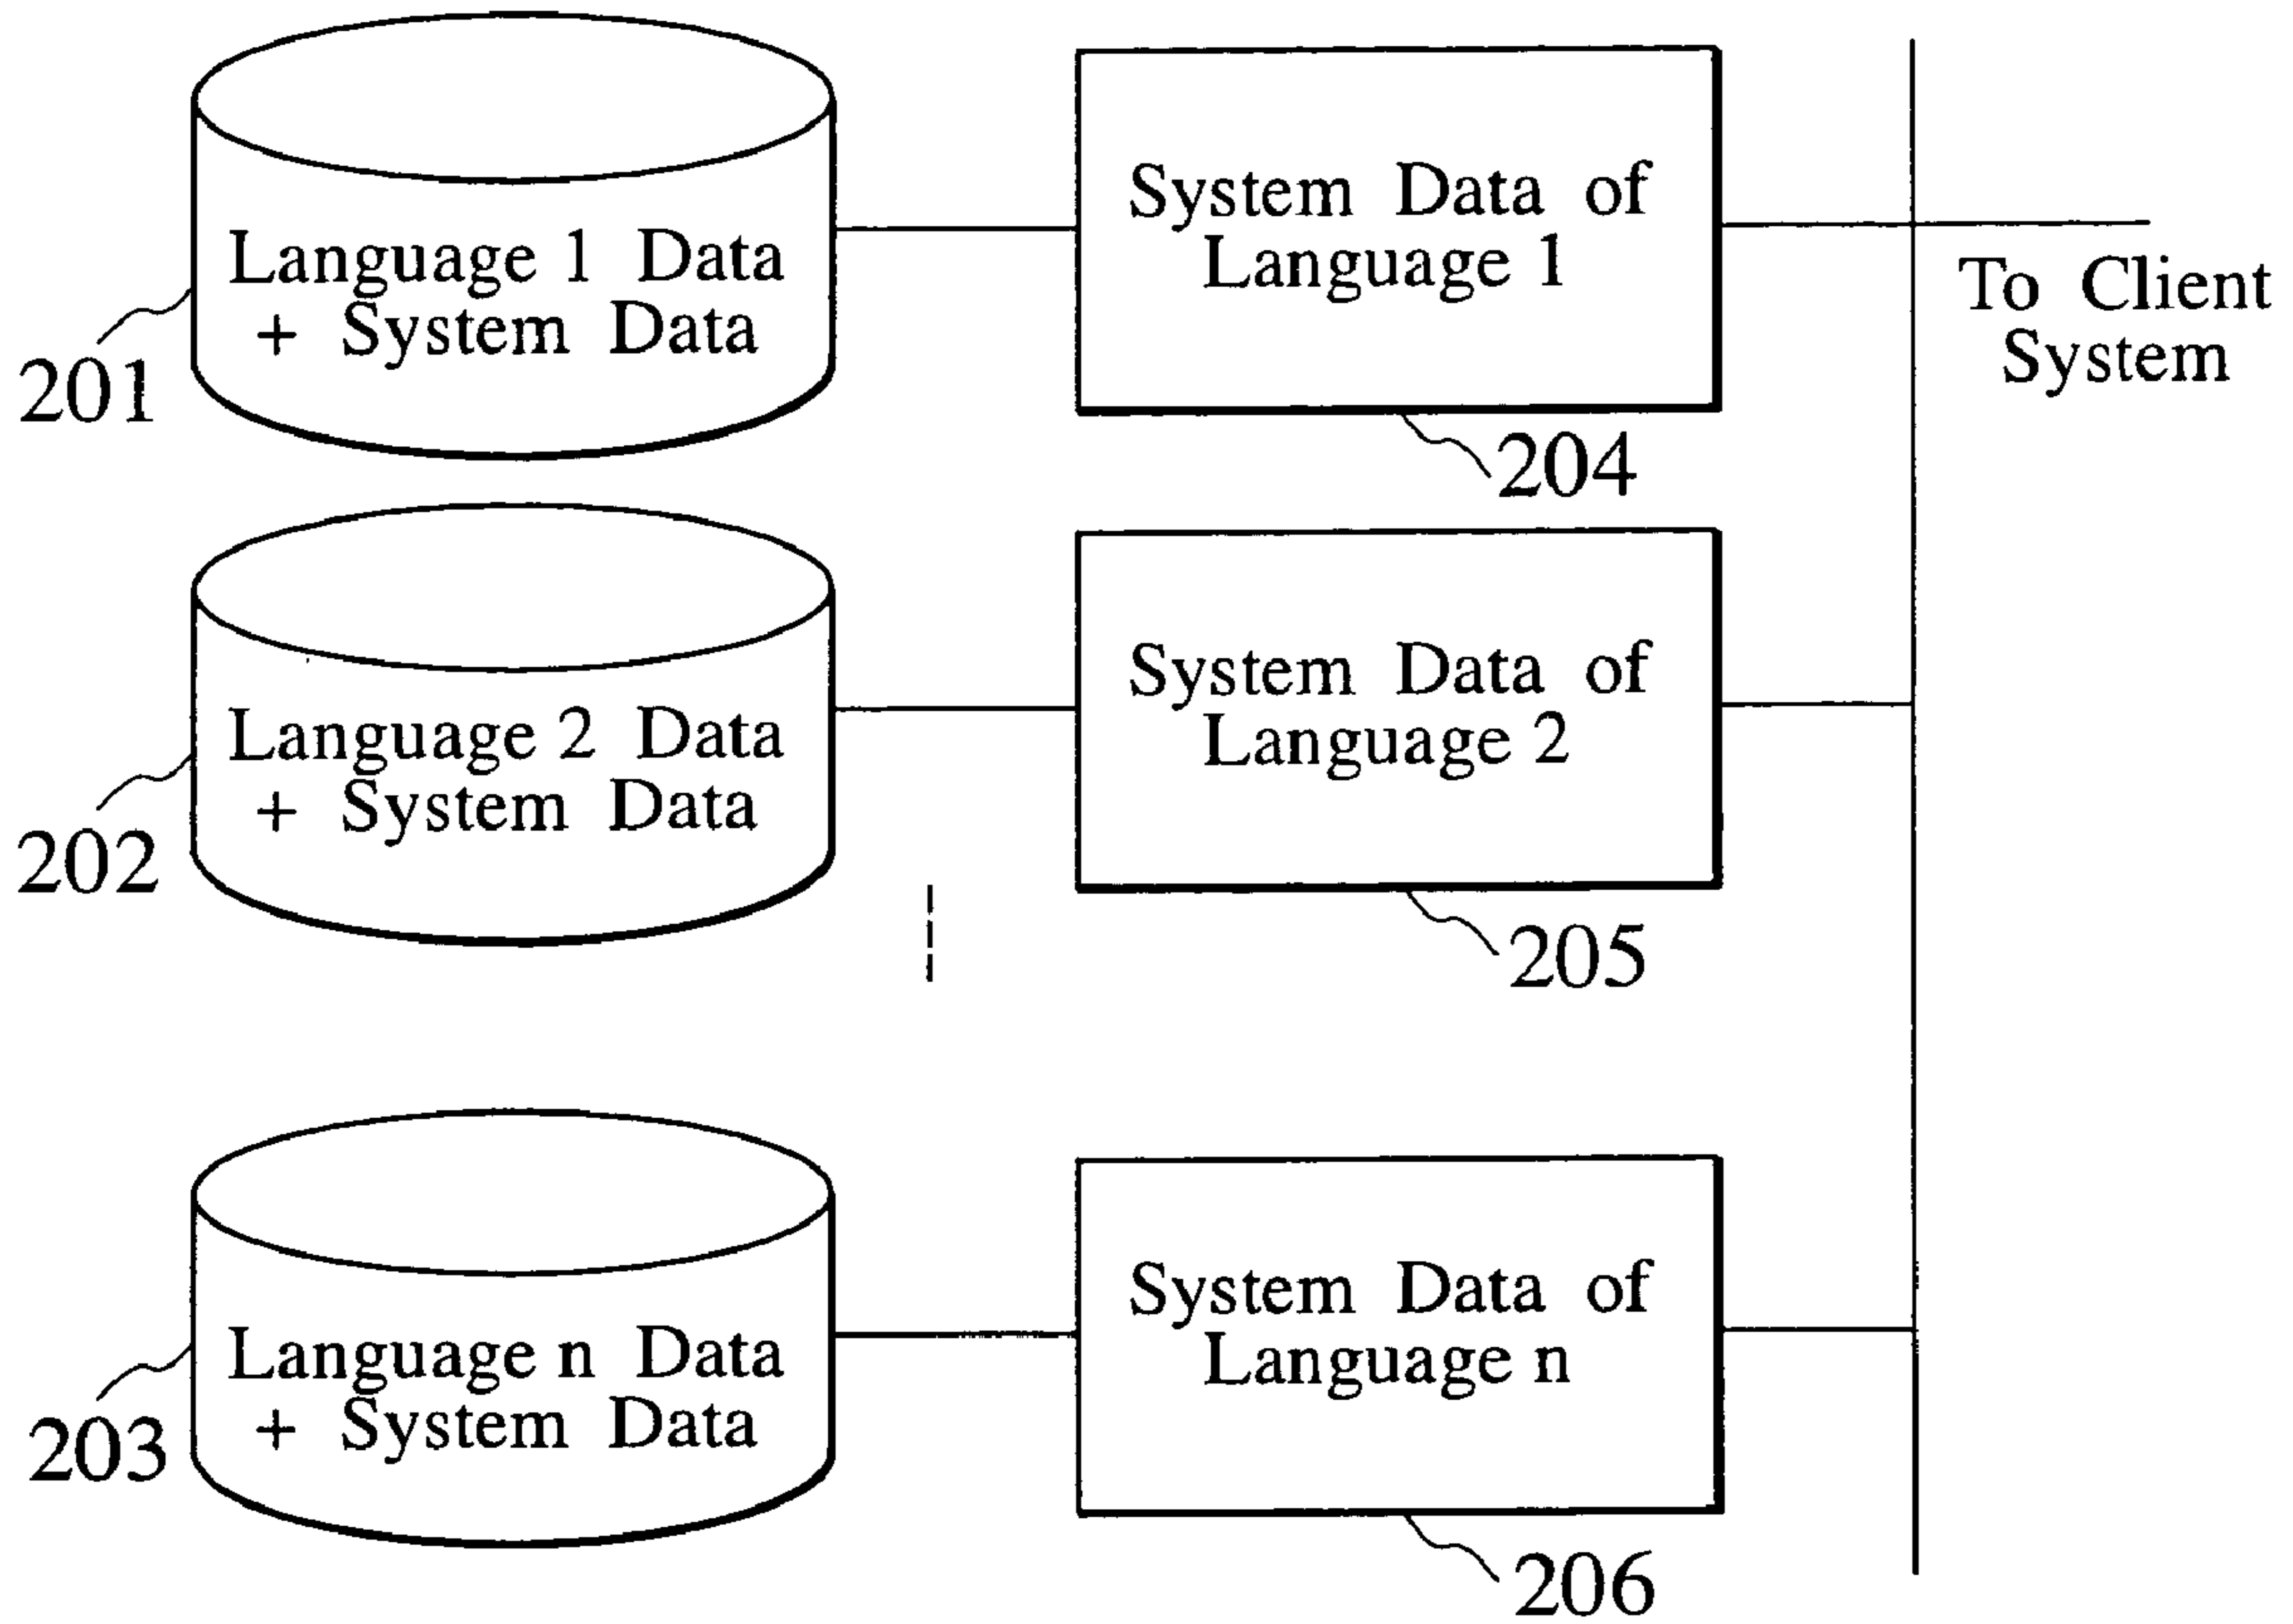 Language 1 Data
+ System Data
201
System Data of
Language 1
204
To Client
System
Language 2 Data
+ System Data
202
System Data of
Language 2
205
Language n Data
+ System Data
203
System Data of
Language n
206